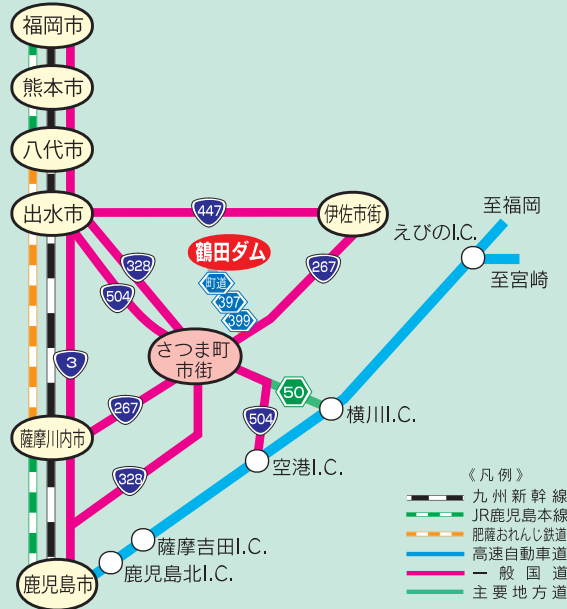 福岡市
熊本市
八代市
出水市
447
伊佐市街
至福岡
えびのI.C.
至宮崎
鶴田ダム
328
504
267
町道
397
399
3
さつま町
市街
50
横川I.C.
267
504
薩摩川内市
空港I.C.
328
薩摩吉田I.C.
鹿児島北I.C.
鹿児島市
《凡例》
九州新幹線
JR鹿児島本線
肥薩おれんじ鉄道
高速自動車道
一般国道
主要地方道